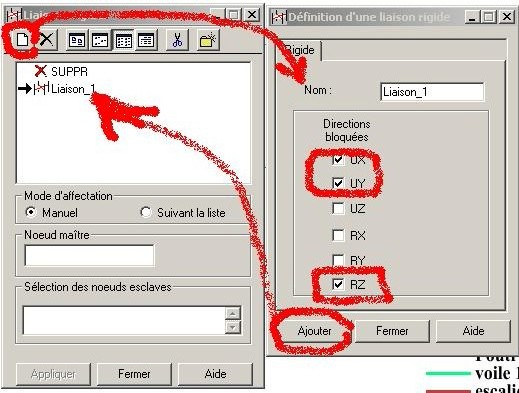 Liaisons
SUPPR
Liaison_1
Mode d'affectation
Manuel
Suivant la liste
Noeud maître
Sélection des noeuds esclaves
Appliquer
Fermer
Aide
Définition d'une liaison rigide
Rigide
Nom :
Liaison_1
Directions
bloquées
UX
UY
UZ
RX
RY
RZ
Ajouter
Fermer
Aide
voile